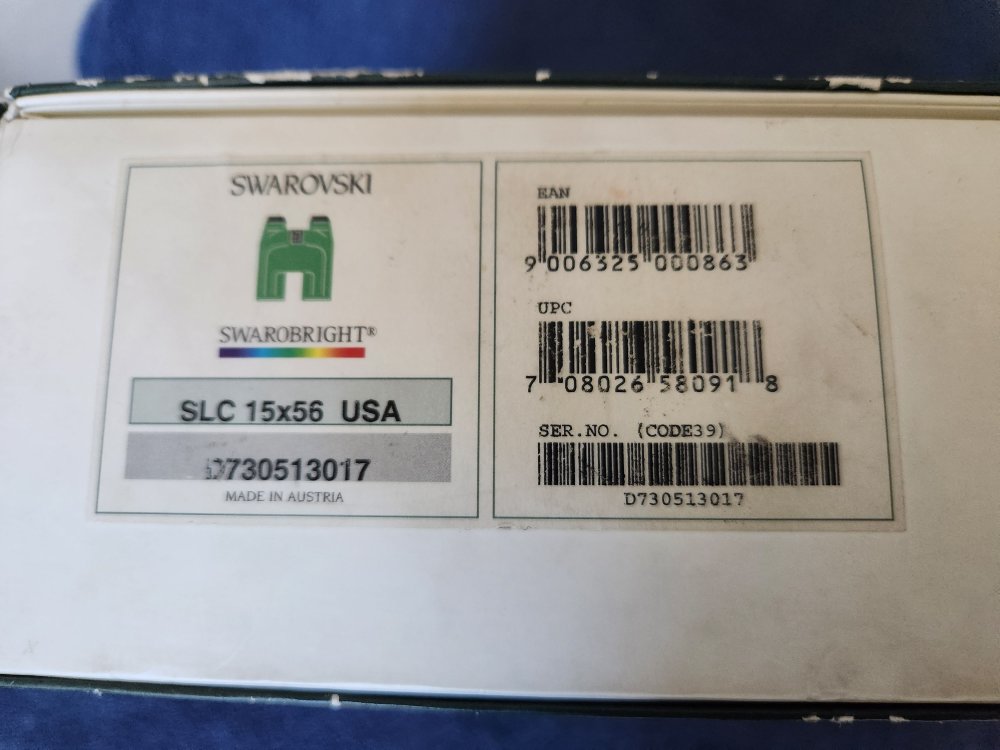 SWAROVSKI
SWAROBRIGHT®
SLC 15x56 USA
D730513017
MADE IN AUSTRIA
EAN
9 006325 000863
UPC
7 08026 58091 8
SER.NO. (CODE39)
D730513017